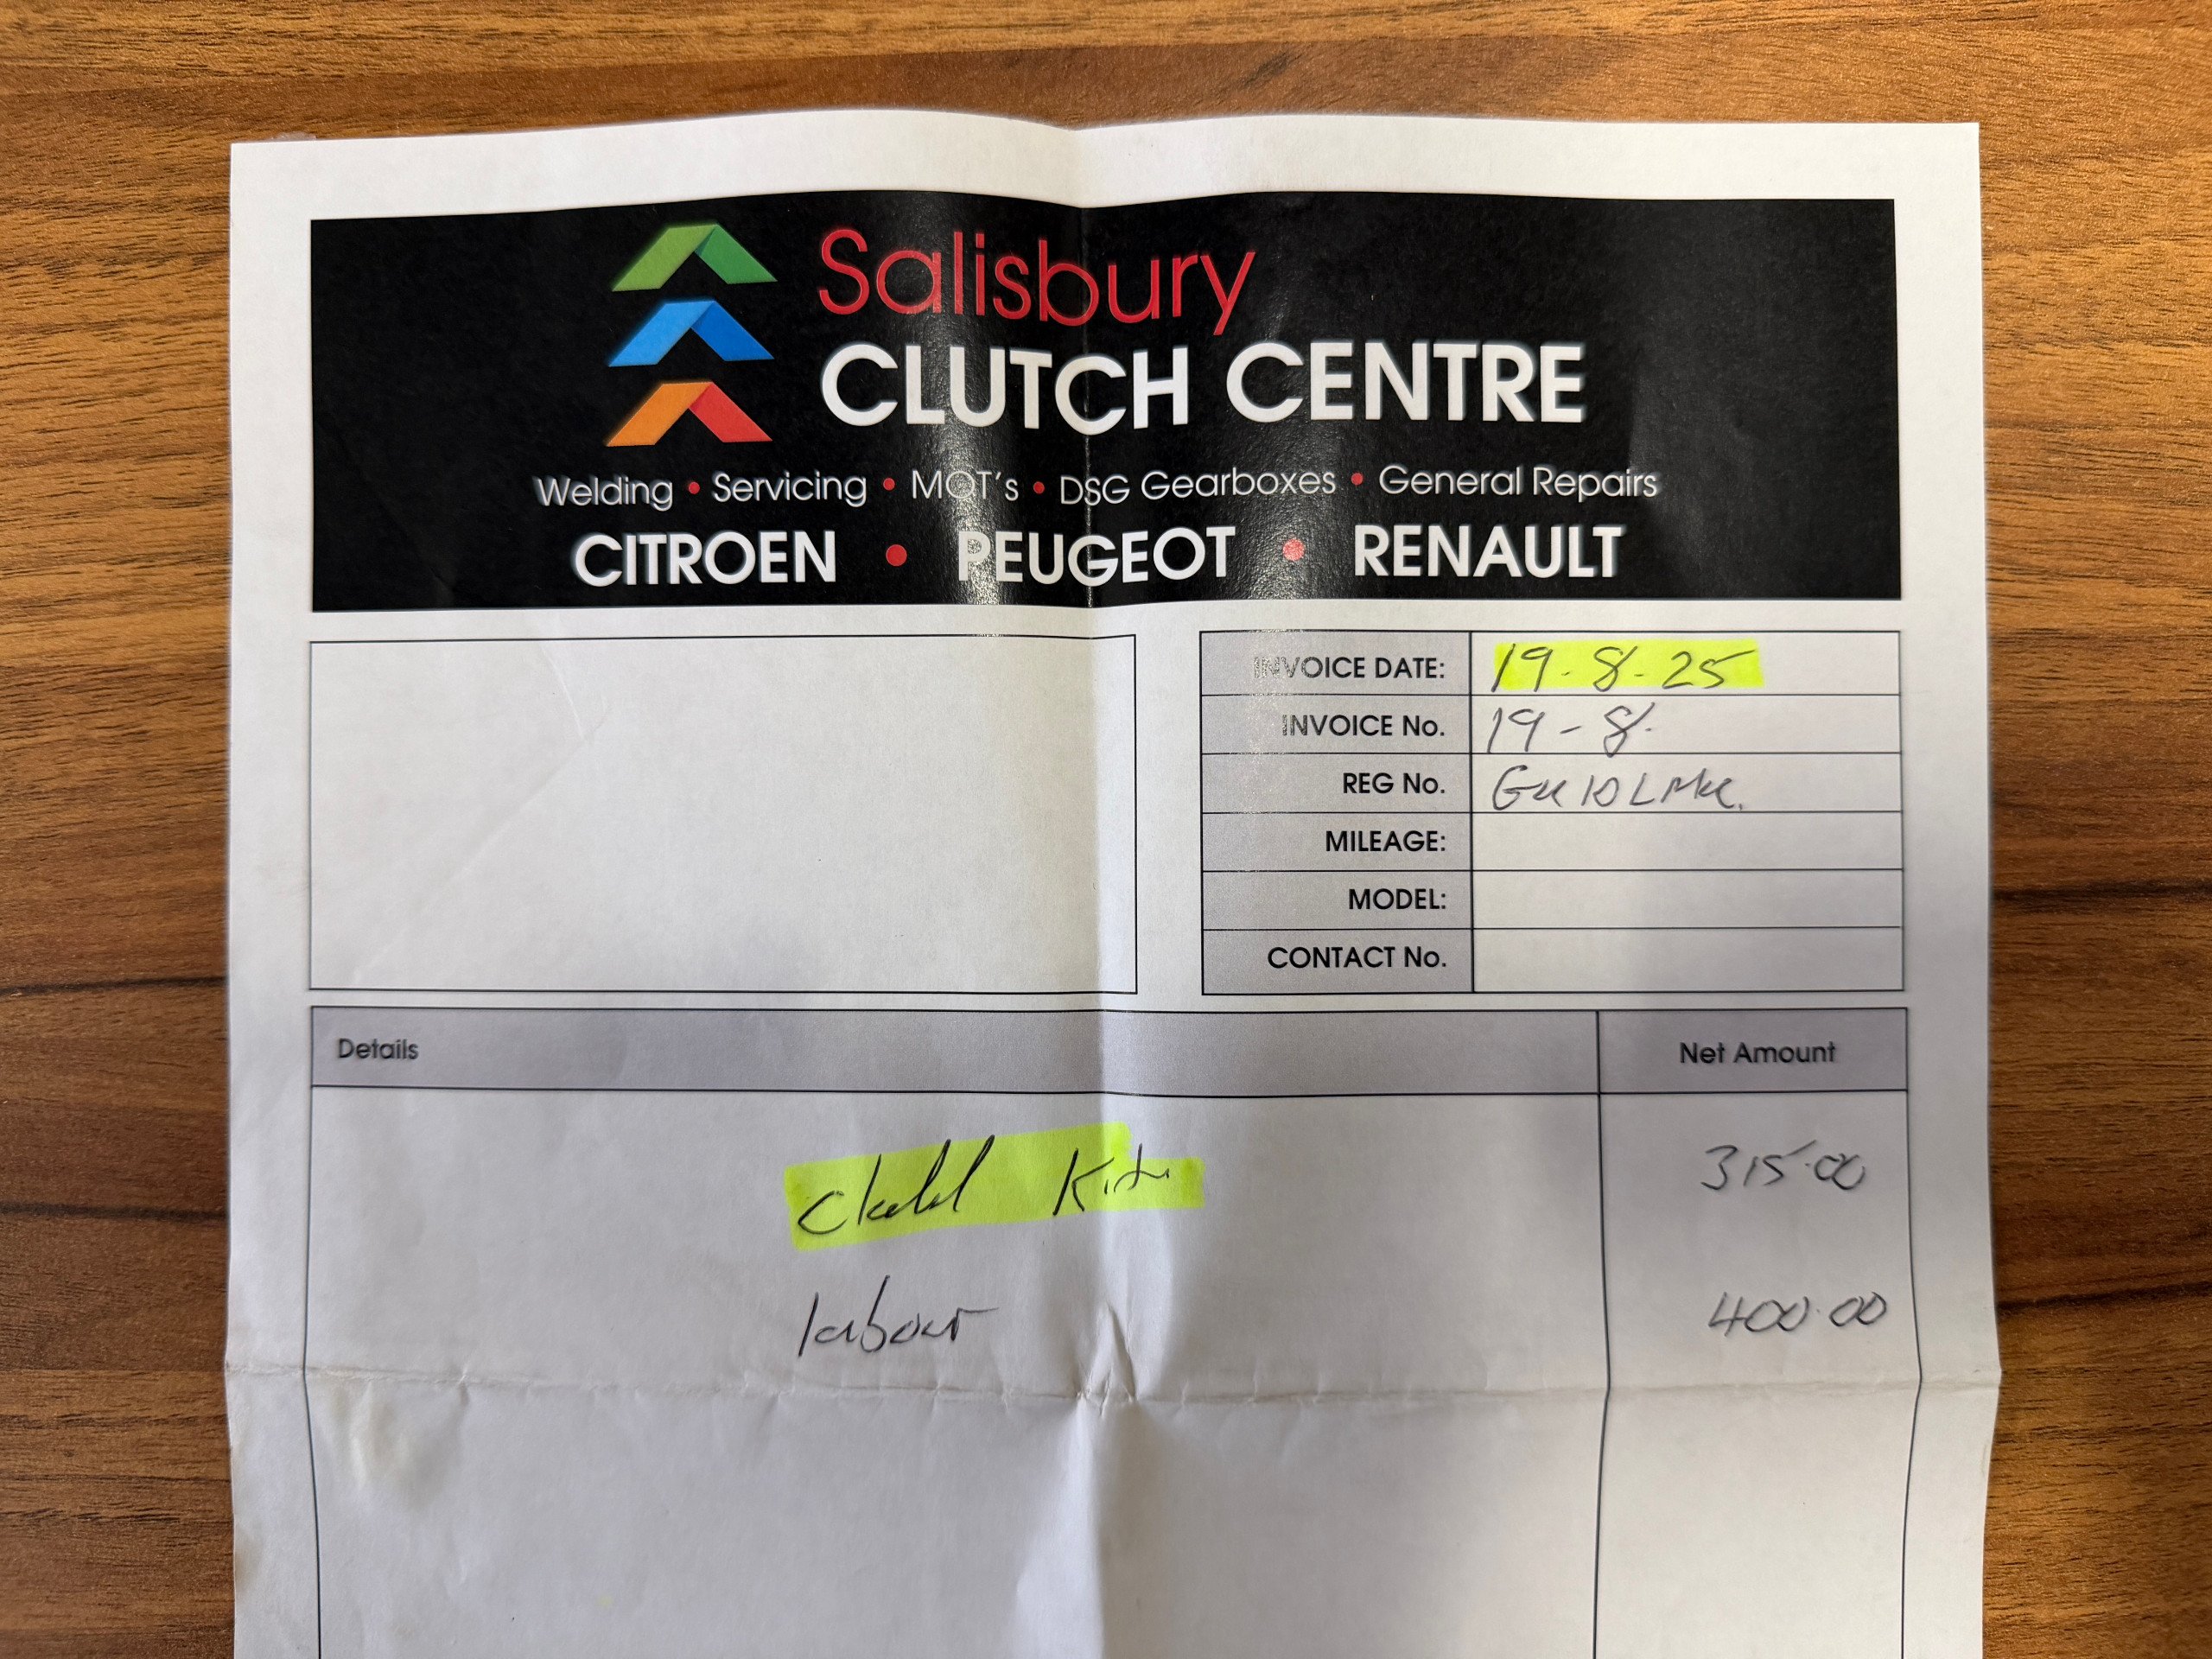 Salisbury
CLUTCH CENTRE
Welding • Servicing • MOT's • DSG Gearboxes • General Repairs
CITROEN • PEUGEOT • RENAULT
INVOICE DATE: 19-8-25
INVOICE No. 19-8.
REG No.
MILEAGE:
MODEL:
CONTACT No.
Details Net Amount
Kit 315.00
labour 400.00